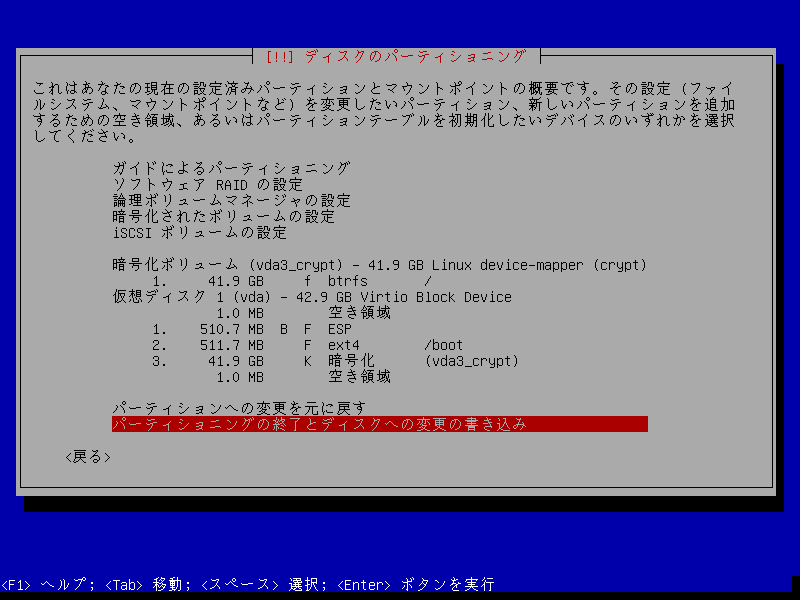 [!!] ディスクのパーティショニング
これはあなたの現在の設定済みパーティションとマウントポイントの概要です。その設定 (ファイ
ルシステム、マウントポイントなど) を変更したいパーティション、新しいパーティションを追加
するための空き領域、あるいはパーティションテーブルを初期化したいデバイスのいずれかを選択
してください。
ガイドによるパーティショニング
ソフトウェア RAID の設定
論理ボリュームマネージャの設定
暗号化されたボリュームの設定
iSCSI ボリュームの設定
暗号化ボリューム (vda3_crypt) - 41.9 GB Linux device-mapper (crypt)
1. 41.9 GB f btrfs /
仮想ディスク 1 (vda) - 42.9 GB Virtio Block Device
1.0 MB 空き領域
1. 510.7 MB B F ESP
2. 511.7 MB F ext4 /boot
3. 41.9 GB K 暗号化 (vda3_crypt)
1.0 MB 空き領域
パーティションへの変更を元に戻す
パーティショニングの終了とディスクへの変更の書き込み
<戻る>
<F1> ヘルプ; <Tab> 移動; <スペース> 選択; <Enter> ボタンを実行